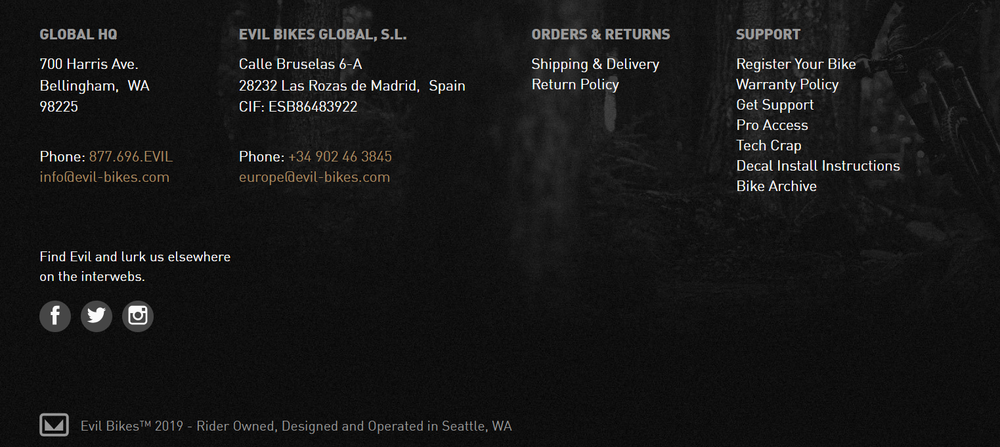 GLOBAL HQ
700 Harris Ave.
Bellingham, WA
98225
Phone: 877.696.EVIL
info@evil-bikes.com
EVIL BIKES GLOBAL, S.L.
Calle Bruselas 6-A
28232 Las Rozas de Madrid, Spain
CIF: ESB86483922
Phone: +34 902 46 3845
europe@evil-bikes.com
ORDERS & RETURNS
Shipping & Delivery
Return Policy
SUPPORT
Register Your Bike
Warranty Policy
Get Support
Pro Access
Tech Crap
Decal Install Instructions
Bike Archive
Find Evil and lurk us elsewhere
on the interwebs.
Evil Bikes™ 2019 - Rider Owned, Designed and Operated in Seattle, WA